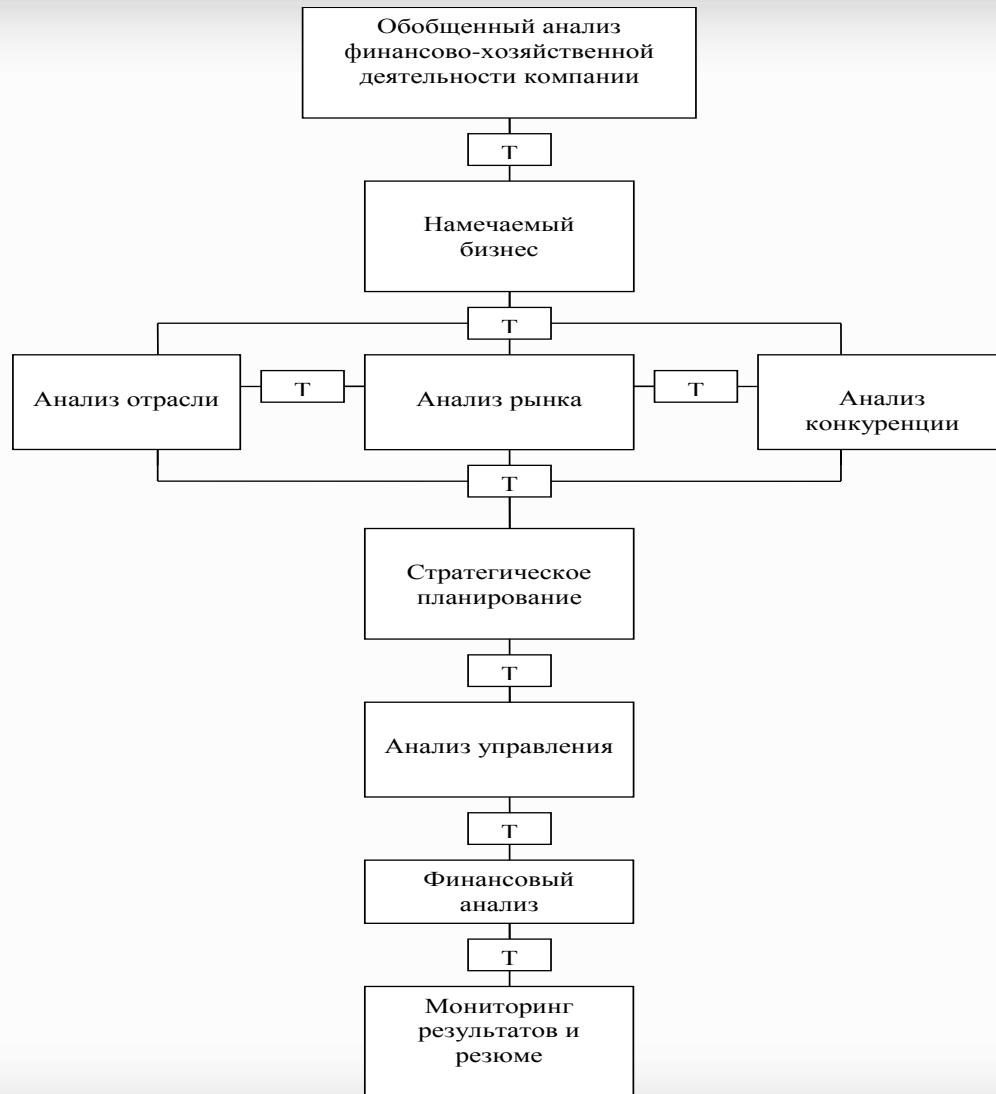 Обобщенный анализ
финансово-хозяйственной
деятельности компании
Т
Намечаемый
бизнес
Т
Анализ отрасли
Т
Анализ рынка
Т
Анализ
конкуренции
Т
Стратегическое
планирование
Т
Анализ управления
Т
Финансовый
анализ
Т
Мониторинг
результатов и
резюме